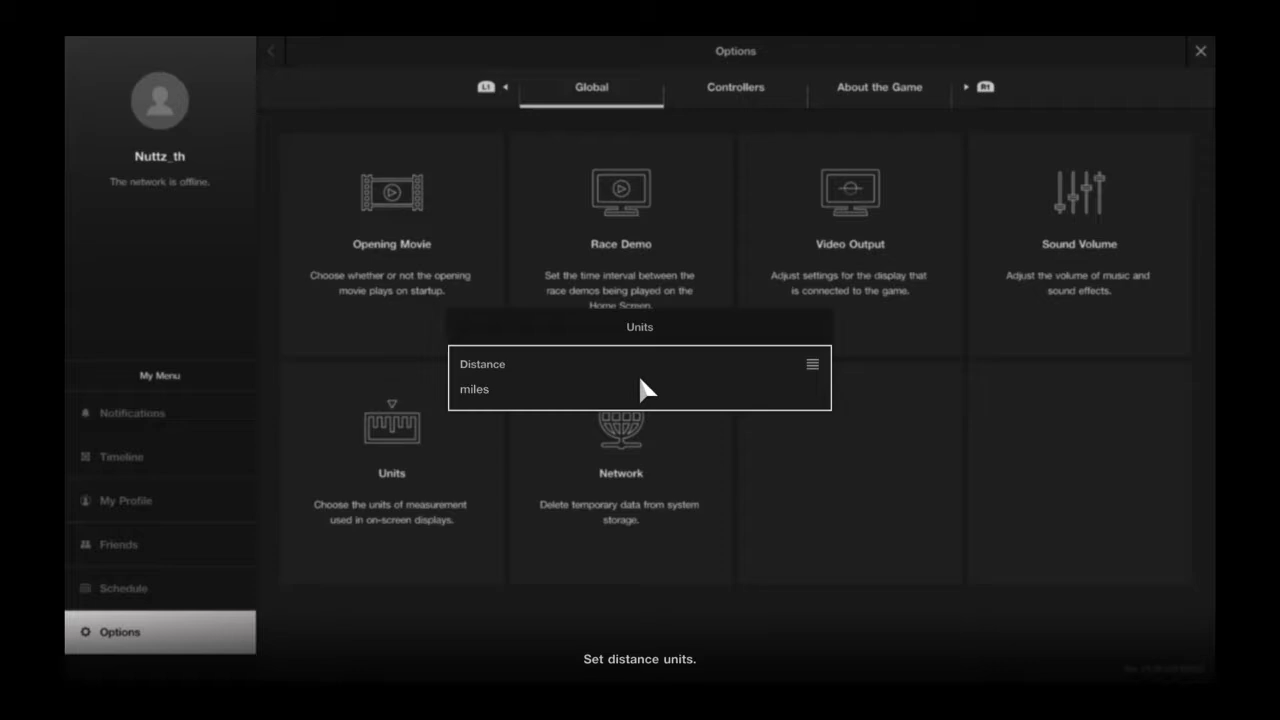 Options
L1
Global
Controllers
About the Game
R1
Nuttz_th
The network is offline.
Opening Movie
Choose whether or not the opening
movie plays on startup.
Race Demo
Set the time interval between the
race demos being played on the
Home Screen.
Video Output
Adjust settings for the display that
is connected to the game.
Sound Volume
Adjust the volume of music and
sound effects.
Units
Distance
miles
Units
Choose the units of measurement
used in on-screen displays.
Network
Delete temporary data from system
storage.
My Menu
Notifications
Timeline
My Profile
Friends
Schedule
Options
Set distance units.